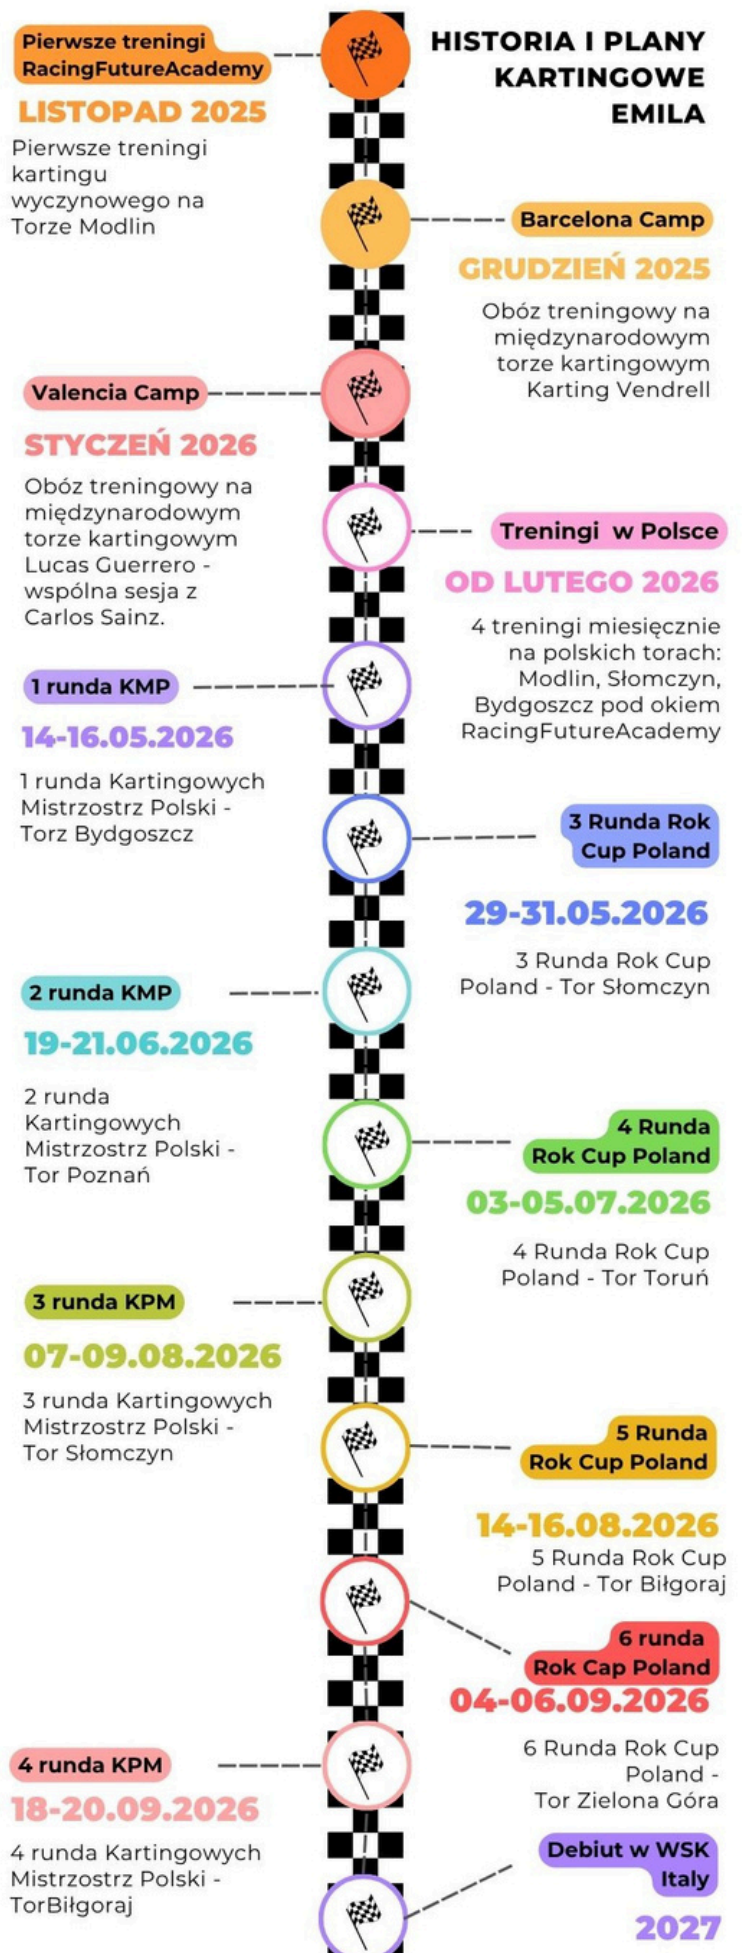 HISTORIA I PLANY
KARTINGOWE
EMILA
Pierwsze treningi
RacingFutureAcademy
LISTOPAD 2025
Pierwsze treningi
kartingu
wyczynowego na
Torze Modlin
Barcelona Camp
GRUDZIEŃ 2025
Obóz treningowy na
międzynarodowym
torze kartingowym
Karting Vendrell
Valencia Camp
STYCZEŃ 2026
Obóz treningowy na
międzynarodowym
torze kartingowym
Lucas Guerrero -
wspólna sesja z
Carlos Sainz.
Treningi w Polsce
OD LUTEGO 2026
4 treningi miesięcznie
na polskich torach:
Modlin, Słomczyn,
Bydgoszcz pod okiem
RacingFutureAcademy
1 runda KMP
14-16.05.2026
1 runda Kartingowych
Mistrzostrz Polski -
Torz Bydgoszcz
3 Runda Rok
Cup Poland
29-31.05.2026
3 Runda Rok Cup
Poland - Tor Słomczyn
2 runda KMP
19-21.06.2026
2 runda
Kartingowych
Mistrzostrz Polski -
Tor Poznań
4 Runda
Rok Cup Poland
03-05.07.2026
4 Runda Rok Cup
Poland - Tor Toruń
3 runda KPM
07-09.08.2026
3 runda Kartingowych
Mistrzostrz Polski -
Tor Słomczyn
5 Runda
Rok Cup Poland
14-16.08.2026
5 Runda Rok Cup
Poland - Tor Biłgoraj
6 runda
Rok Cap Poland
04-06.09.2026
6 Runda Rok Cup
Poland -
Tor Zielona Góra
4 runda KPM
18-20.09.2026
4 runda Kartingowych
Mistrzostrz Polski -
TorBiłgoraj
Debiut w WSK
Italy
2027